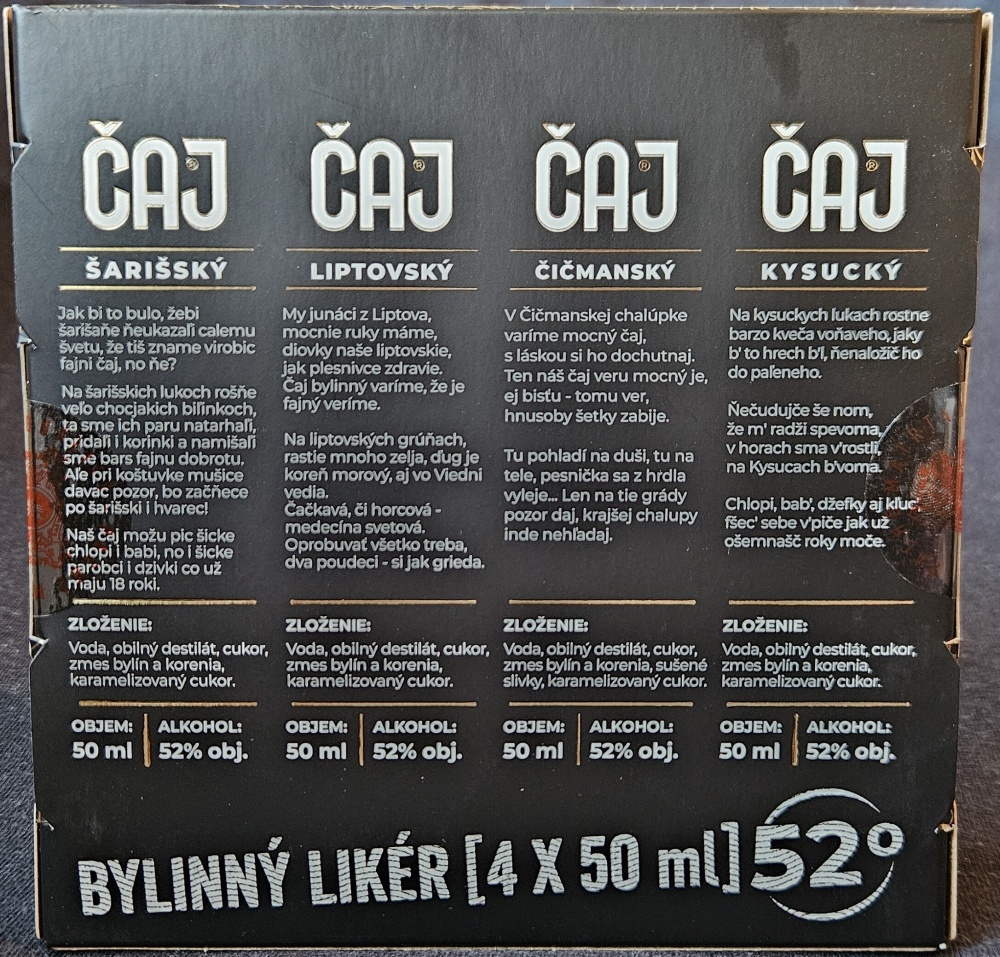 ČAJ®
ŠARIŠSKÝ
Jak bi to bulo, žebi
šarišaňe ňeukazaľi calemu
švetu, že tiš zname virobic
fajni čaj, no ňe?
Na šarišskich lukoch rošňe
veľo chocjakich biľinkoch,
ta sme ich paru natarhaľi,
pridaľi i korinki a namišaľi
sme bars fajnu dobrotu.
Ale pri koštuvke mušice
davac pozor, bo začňece
po šarišski i hvarec!
Naš čaj možu pic šicke
chlopi i babi, no i šicke
parobci i dzivki co už
maju 18 roki.
ZLOŽENIE:
Voda, obilný destilát, cukor,
zmes bylín a korenia,
karamelizovaný cukor.
OBJEM: ALKOHOL:
50 ml 52% obj.
ČAJ®
LIPTOVSKÝ
My junáci z Liptova,
mocnie ruky máme,
diovky naše liptovskie,
jak plesnivce zdravie.
Čaj bylinný varíme, že je
fajný veríme.
Na liptovských grúňach,
rastie mnoho zelja, ďug je
koreň morový, aj vo Viedni
vedia.
Čačkavá, či horcová -
medecína svetová.
Oprobuvať všetko treba,
dva poudeci - si jak grieda.
ZLOŽENIE:
Voda, obilný destilát, cukor,
zmes bylín a korenia,
karamelizovaný cukor.
OBJEM: ALKOHOL:
50 ml 52% obj.
ČAJ®
ČIČMANSKÝ
V Čičmanskej chalúpke
varíme mocný čaj,
s láskou si ho dochutnaj.
Ten náš čaj veru mocný je,
ej bisťu - tomu ver,
hnusoby šetky zabije.
Tu pohladí na duši, tu na
tele, pesnička sa z hrdla
vyleje... Len na tie grády
pozor daj, krajšej chalupy
inde nehľadaj.
ZLOŽENIE:
Voda, obilný destilát, cukor,
zmes bylín a korenia, sušené
slivky, karamelizovaný cukor.
OBJEM: ALKOHOL:
50 ml 52% obj.
ČAJ®
KYSUCKÝ
Na kysuckych lukach rostne
barzo kveča voňaveho, jaky
b' to hrech b'l, ňenaložič ho
do paľeneho.
Ňečudujče še nom,
že m' radži spevoma,
v horach sma v'rostľi,
na Kysucach b'voma.
Chlopi, bab', džefky aj kľuc,
fšec' sebe v'piče jak už
ošemnašč roky moče.
ZLOŽENIE:
Voda, obilný destilát, cukor,
zmes bylín a korenia,
karamelizovaný cukor.
OBJEM: ALKOHOL:
50 ml 52% obj.
BYLINNÝ LIKÉR [4 X 50 ml] 52°